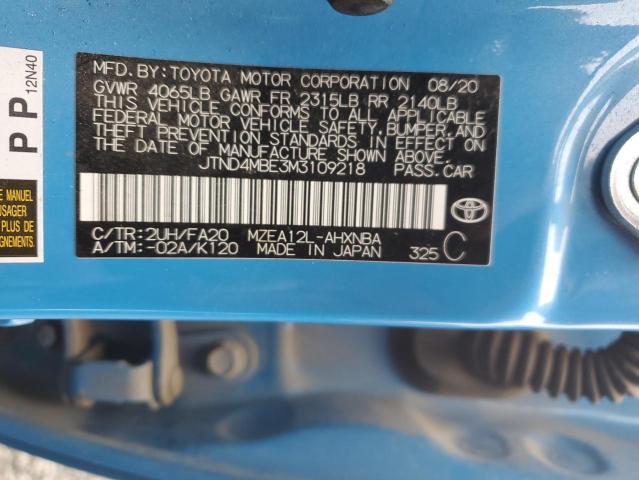 MFD. BY: TOYOTA MOTOR CORPORATION 08/20
GVWR 4065LB GAWR FR 2315LB RR 2140LB
THIS VEHICLE CONFORMS TO ALL APPLICABLE
FEDERAL MOTOR VEHICLE SAFETY, BUMPER, AND
THEFT PREVENTION STANDARDS IN EFFECT ON
THE DATE OF MANUFACTURE SHOWN ABOVE.
JTND4MBE3M3109218 PASS. CAR
C/TR: 2UH/FA20 MZEA12L-AHXNBA
A/TM: -02A/K120 MADE IN JAPAN 325 C
P P 12N40
E MANUEL
USAGER
GNEMENTS.